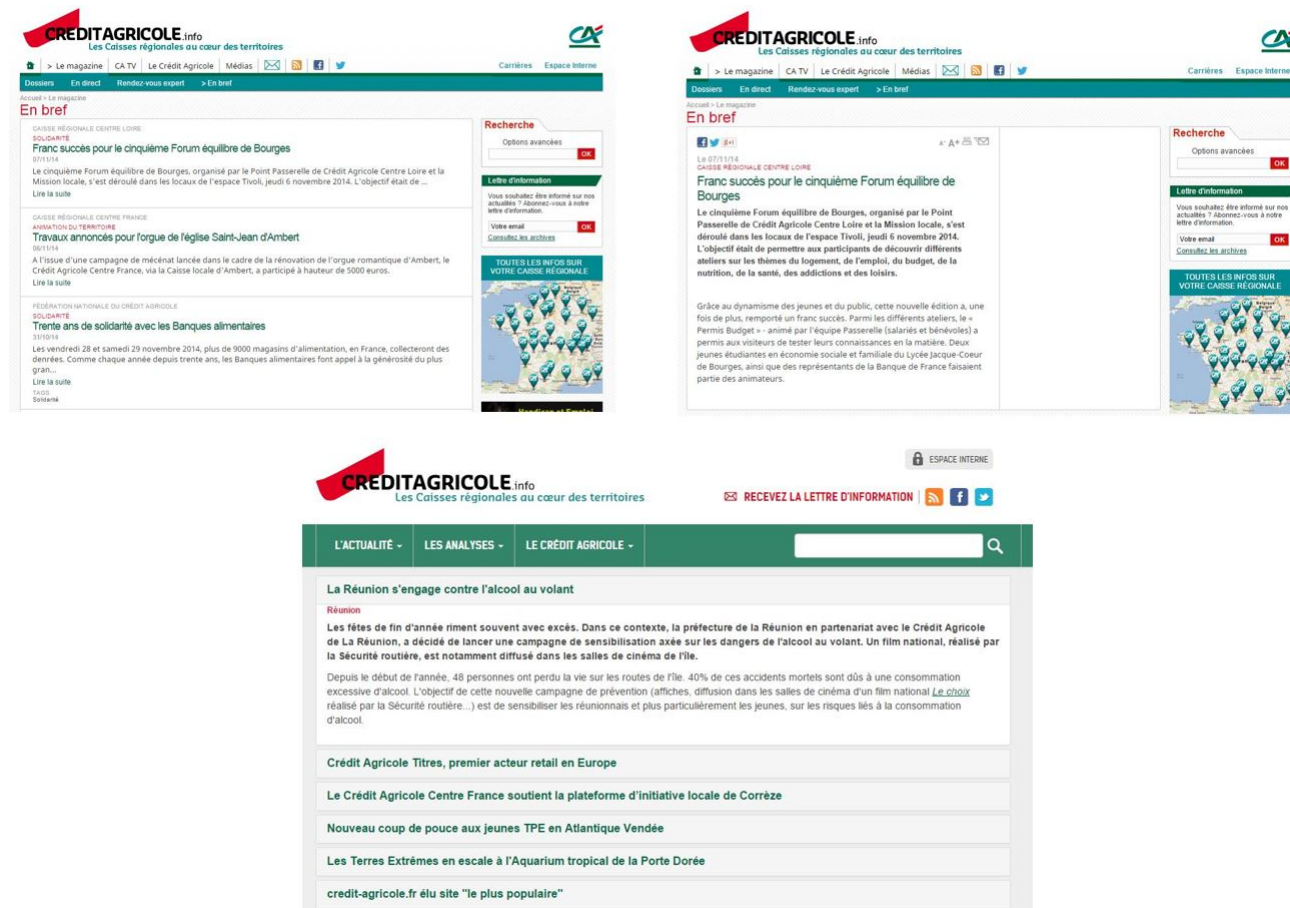 CREDITAGRICOLE.info
Les Caisses régionales au cœur des territoires
> Le magazine CA TV Le Crédit Agricole Médias
Carrières Espace Interne
Dossiers En direct Rendez-vous expert > En bref
Accueil > Le magazine
En bref
CAISSE RÉGIONALE CENTRE LOIRE
SOLIDARITÉ
Franc succès pour le cinquième Forum équilibre de Bourges
07/11/14
Le cinquième Forum équilibre de Bourges, organisé par le Point Passerelle de Crédit Agricole Centre Loire et la
Mission locale, s'est déroulé dans les locaux de l'espace Tivoli, jeudi 6 novembre 2014. L'objectif était de ...
Lire la suite
CAISSE RÉGIONALE CENTRE FRANCE
ANIMATION DU TERRITOIRE
Travaux annoncés pour l'orgue de l'église Saint-Jean d'Ambert
06/11/14
A l'issue d'une campagne de mécénat lancée dans le cadre de la rénovation de l'orgue romantique d'Ambert, le
Crédit Agricole Centre France, via la Caisse locale d'Ambert, a participé à hauteur de 5000 euros.
Lire la suite
FÉDÉRATION NATIONALE DU CRÉDIT AGRICOLE
SOLIDARITÉ
Trente ans de solidarité avec les Banques alimentaires
31/10/14
Les vendredi 28 et samedi 29 novembre 2014, plus de 9000 magasins d'alimentation, en France, collecteront des
denrées. Comme chaque année depuis trente ans, les Banques alimentaires font appel à la générosité du plus
gran...
Lire la suite
TAGS
Solidarité
Recherche
Options avancées
OK
Lettre d'information
Vous souhaitez être informé sur nos
actualités ? Abonnez-vous à notre
lettre d'information.
Votre email OK
Consultez les archives
TOUTES LES INFOS SUR
VOTRE CAISSE RÉGIONALE
Handicap et Emploi
CREDITAGRICOLE.info
Les Caisses régionales au cœur des territoires
> Le magazine CA TV Le Crédit Agricole Médias
Carrières Espace Interne
Dossiers En direct Rendez-vous expert > En bref
Accueil > Le magazine
En bref
A+
Le 07/11/14
CAISSE RÉGIONALE CENTRE LOIRE
Franc succès pour le cinquième Forum équilibre de
Bourges
Le cinquième Forum équilibre de Bourges, organisé par le Point
Passerelle de Crédit Agricole Centre Loire et la Mission locale, s'est
déroulé dans les locaux de l'espace Tivoli, jeudi 6 novembre 2014.
L'objectif était de permettre aux participants de découvrir différents
ateliers sur les thèmes du logement, de l'emploi, du budget, de la
nutrition, de la santé, des addictions et des loisirs.
Grâce au dynamisme des jeunes et du public, cette nouvelle édition a, une
fois de plus, remporté un franc succès. Parmi les différents ateliers, le «
Permis Budget » - animé par l'équipe Passerelle (salariés et bénévoles) a
permis aux visiteurs de tester leurs connaissances en la matière. Deux
jeunes étudiantes en économie sociale et familiale du Lycée Jacque-Coeur
de Bourges, ainsi que des représentants de la Banque de France faisaient
partie des animateurs.
Recherche
Options avancées
OK
Lettre d'information
Vous souhaitez être informé sur nos
actualités ? Abonnez-vous à notre
lettre d'information.
Votre email OK
Consultez les archives
TOUTES LES INFOS SUR
VOTRE CAISSE RÉGIONALE
ESPACE INTERNE
CREDITAGRICOLE.info
Les Caisses régionales au cœur des territoires
RECEVEZ LA LETTRE D'INFORMATION
L'ACTUALITÉ LES ANALYSES LE CRÉDIT AGRICOLE
La Réunion s'engage contre l'alcool au volant
Réunion
Les fêtes de fin d'année riment souvent avec excès. Dans ce contexte, la préfecture de la Réunion en partenariat avec le Crédit Agricole
de La Réunion, a décidé de lancer une campagne de sensibilisation axée sur les dangers de l'alcool au volant. Un film national, réalisé par
la Sécurité routière, est notamment diffusé dans les salles de cinéma de l'île.
Depuis le début de l'année, 48 personnes ont perdu la vie sur les routes de l'île. 40% de ces accidents mortels sont dûs à une consommation
excessive d'alcool. L'objectif de cette nouvelle campagne de prévention (affiches, diffusion dans les salles de cinéma d'un film national Le choix
réalisé par la Sécurité routière...) est de sensibiliser les réunionnais et plus particulièrement les jeunes, sur les risques liés à la consommation
d'alcool.
Crédit Agricole Titres, premier acteur retail en Europe
Le Crédit Agricole Centre France soutient la plateforme d'initiative locale de Corrèze
Nouveau coup de pouce aux jeunes TPE en Atlantique Vendée
Les Terres Extrêmes en escale à l'Aquarium tropical de la Porte Dorée
credit-agricole.fr élu site "le plus populaire"